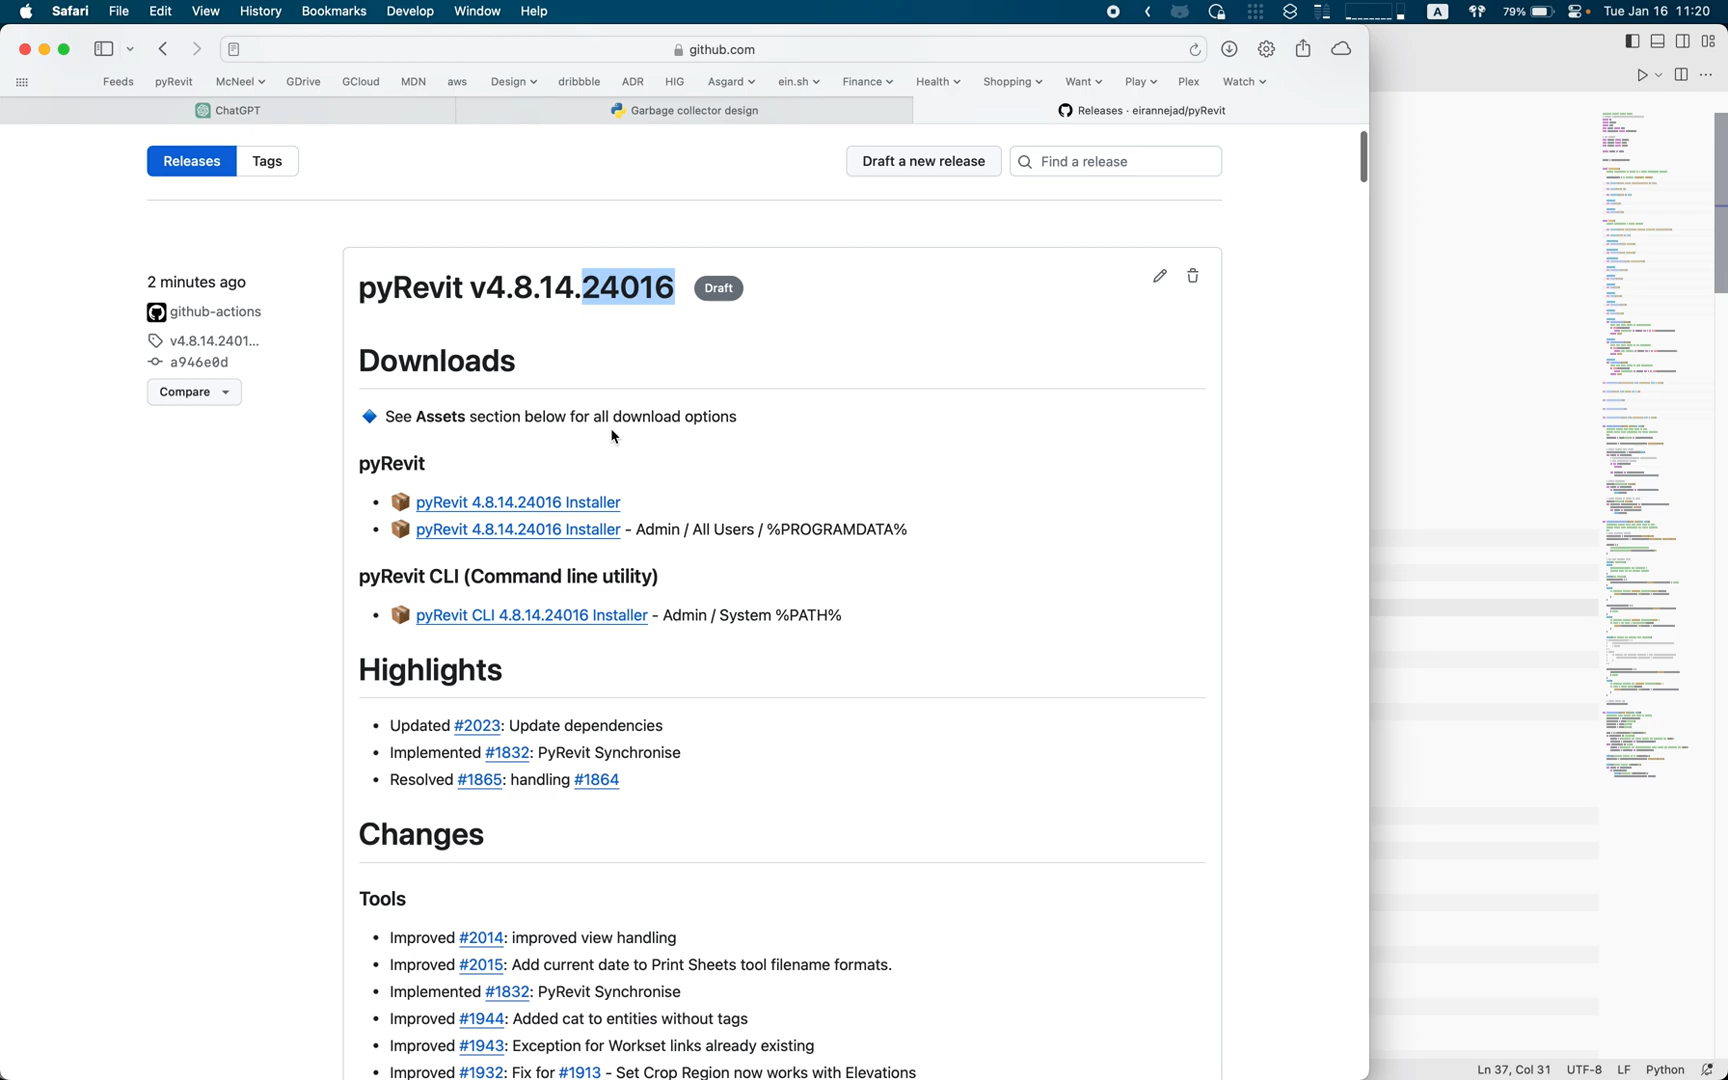 Safari File Edit View History Bookmarks Develop Window Help A 79% Tue Jan 16 11:20
github.com
Feeds pyRevit McNeel GDrive GCloud MDN aws Design dribbble ADR HIG Asgard ein.sh Finance Health Shopping Want Play Plex Watch
ChatGPT Garbage collector design Releases · eirannejad/pyRevit
Releases Tags Draft a new release Find a release
2 minutes ago
github-actions
v4.8.14.2401...
a946e0d
Compare
pyRevit v4.8.14.24016 Draft
Downloads
See Assets section below for all download options
pyRevit
• pyRevit 4.8.14.24016 Installer
• pyRevit 4.8.14.24016 Installer - Admin / All Users / %PROGRAMDATA%
pyRevit CLI (Command line utility)
• pyRevit CLI 4.8.14.24016 Installer - Admin / System %PATH%
Highlights
• Updated #2023: Update dependencies
• Implemented #1832: PyRevit Synchronise
• Resolved #1865: handling #1864
Changes
Tools
• Improved #2014: improved view handling
• Improved #2015: Add current date to Print Sheets tool filename formats.
• Implemented #1832: PyRevit Synchronise
• Improved #1944: Added cat to entities without tags
• Improved #1943: Exception for Workset links already existing
• Improved #1932: Fix for #1913 - Set Crop Region now works with Elevations
Ln 37, Col 31 UTF-8 LF Python